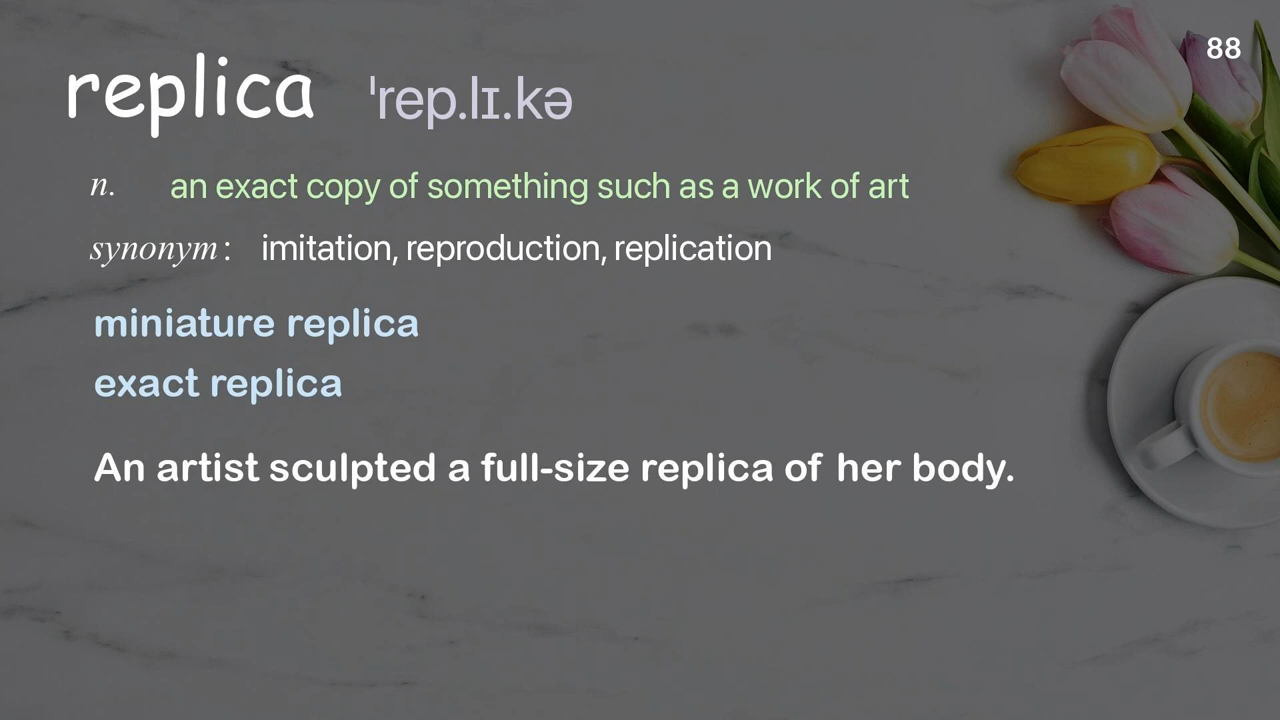 88
replica ˈrep.lɪ.kə
n. an exact copy of something such as a work of art
synonym: imitation, reproduction, replication
miniature replica
exact replica
An artist sculpted a full-size replica of her body.